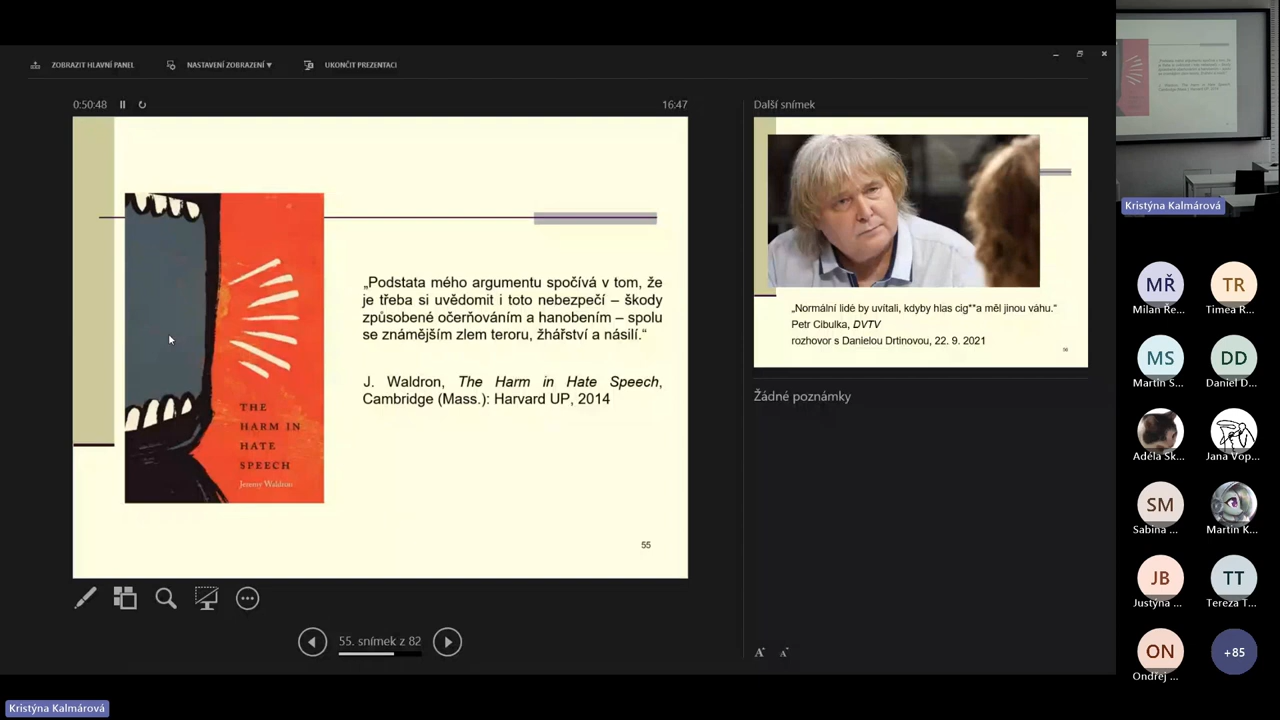 ZOBRAZIT HLAVNÍ PANEL
NASTAVENÍ ZOBRAZENÍ ▼
UKONČIT PREZENTACI
0:50:48
16:47
THE
HARM IN
HATE
SPEECH
Jeremy Waldron
„Podstata mého argumentu spočívá v tom, že
je třeba si uvědomit i toto nebezpečí – škody
způsobené očerňováním a hanobením – spolu
se známějším zlem teroru, žhářství a násilí.“
J. Waldron, The Harm in Hate Speech,
Cambridge (Mass.): Harvard UP, 2014
55
55. snímek z 82
Další snímek
„Normální lidé by uvítali, kdyby hlas cig**a měl jinou váhu.“
Petr Cibulka, DVTV
rozhovor s Danielou Drtinovou, 22. 9. 2021
56
Žádné poznámky
A
A
Kristýna Kalmárová
MŘ
Milan Ře...
TR
Timea R...
MS
Martin S...
DD
Daniel D...
Adéla Sk...
Jana Vop...
SM
Sabina ...
Martin K...
JB
Justýna ...
TT
Tereza T...
ON
Ondřej ...
+85
Kristýna Kalmárová